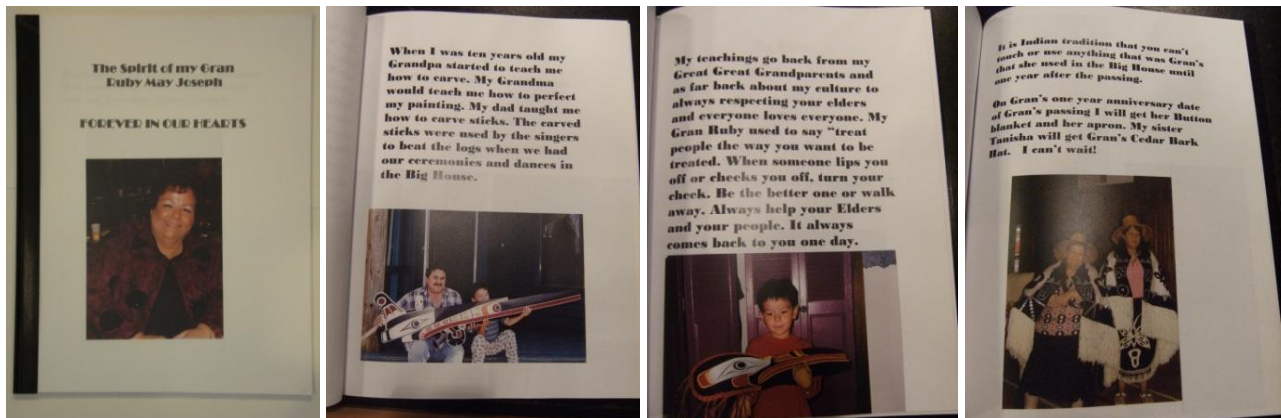 The Spirit of my Gran
Ruby May Joseph
FOREVER IN OUR HEARTS
When I was ten years old my
Grandpa started to teach me
how to carve. My Grandma
would teach me how to perfect
my painting. My dad taught me
how to carve sticks. The carved
sticks were used by the singers
to beat the logs when we had
our ceremonies and dances in
the Big House.
My teachings go back from my
Great Great Grandparents and
as far back about my culture to
always respecting your elders
and everyone loves everyone. My
Gran Ruby used to say "treat
people the way you want to be
treated. When someone lips you
off or cheeks you off, turn your
cheek. Be the better one or walk
away. Always help your Elders
and your people. It always
comes back to you one day.
It is Indian tradition that you can't
touch or use anything that was Gran's
that she used in the Big House until
one year after the passing.
On Gran's one year anniversary date
of Gran's passing I will get her Button
blanket and her apron. My sister
Tanisha will get Gran's Cedar Bark
Hat. I can't wait!